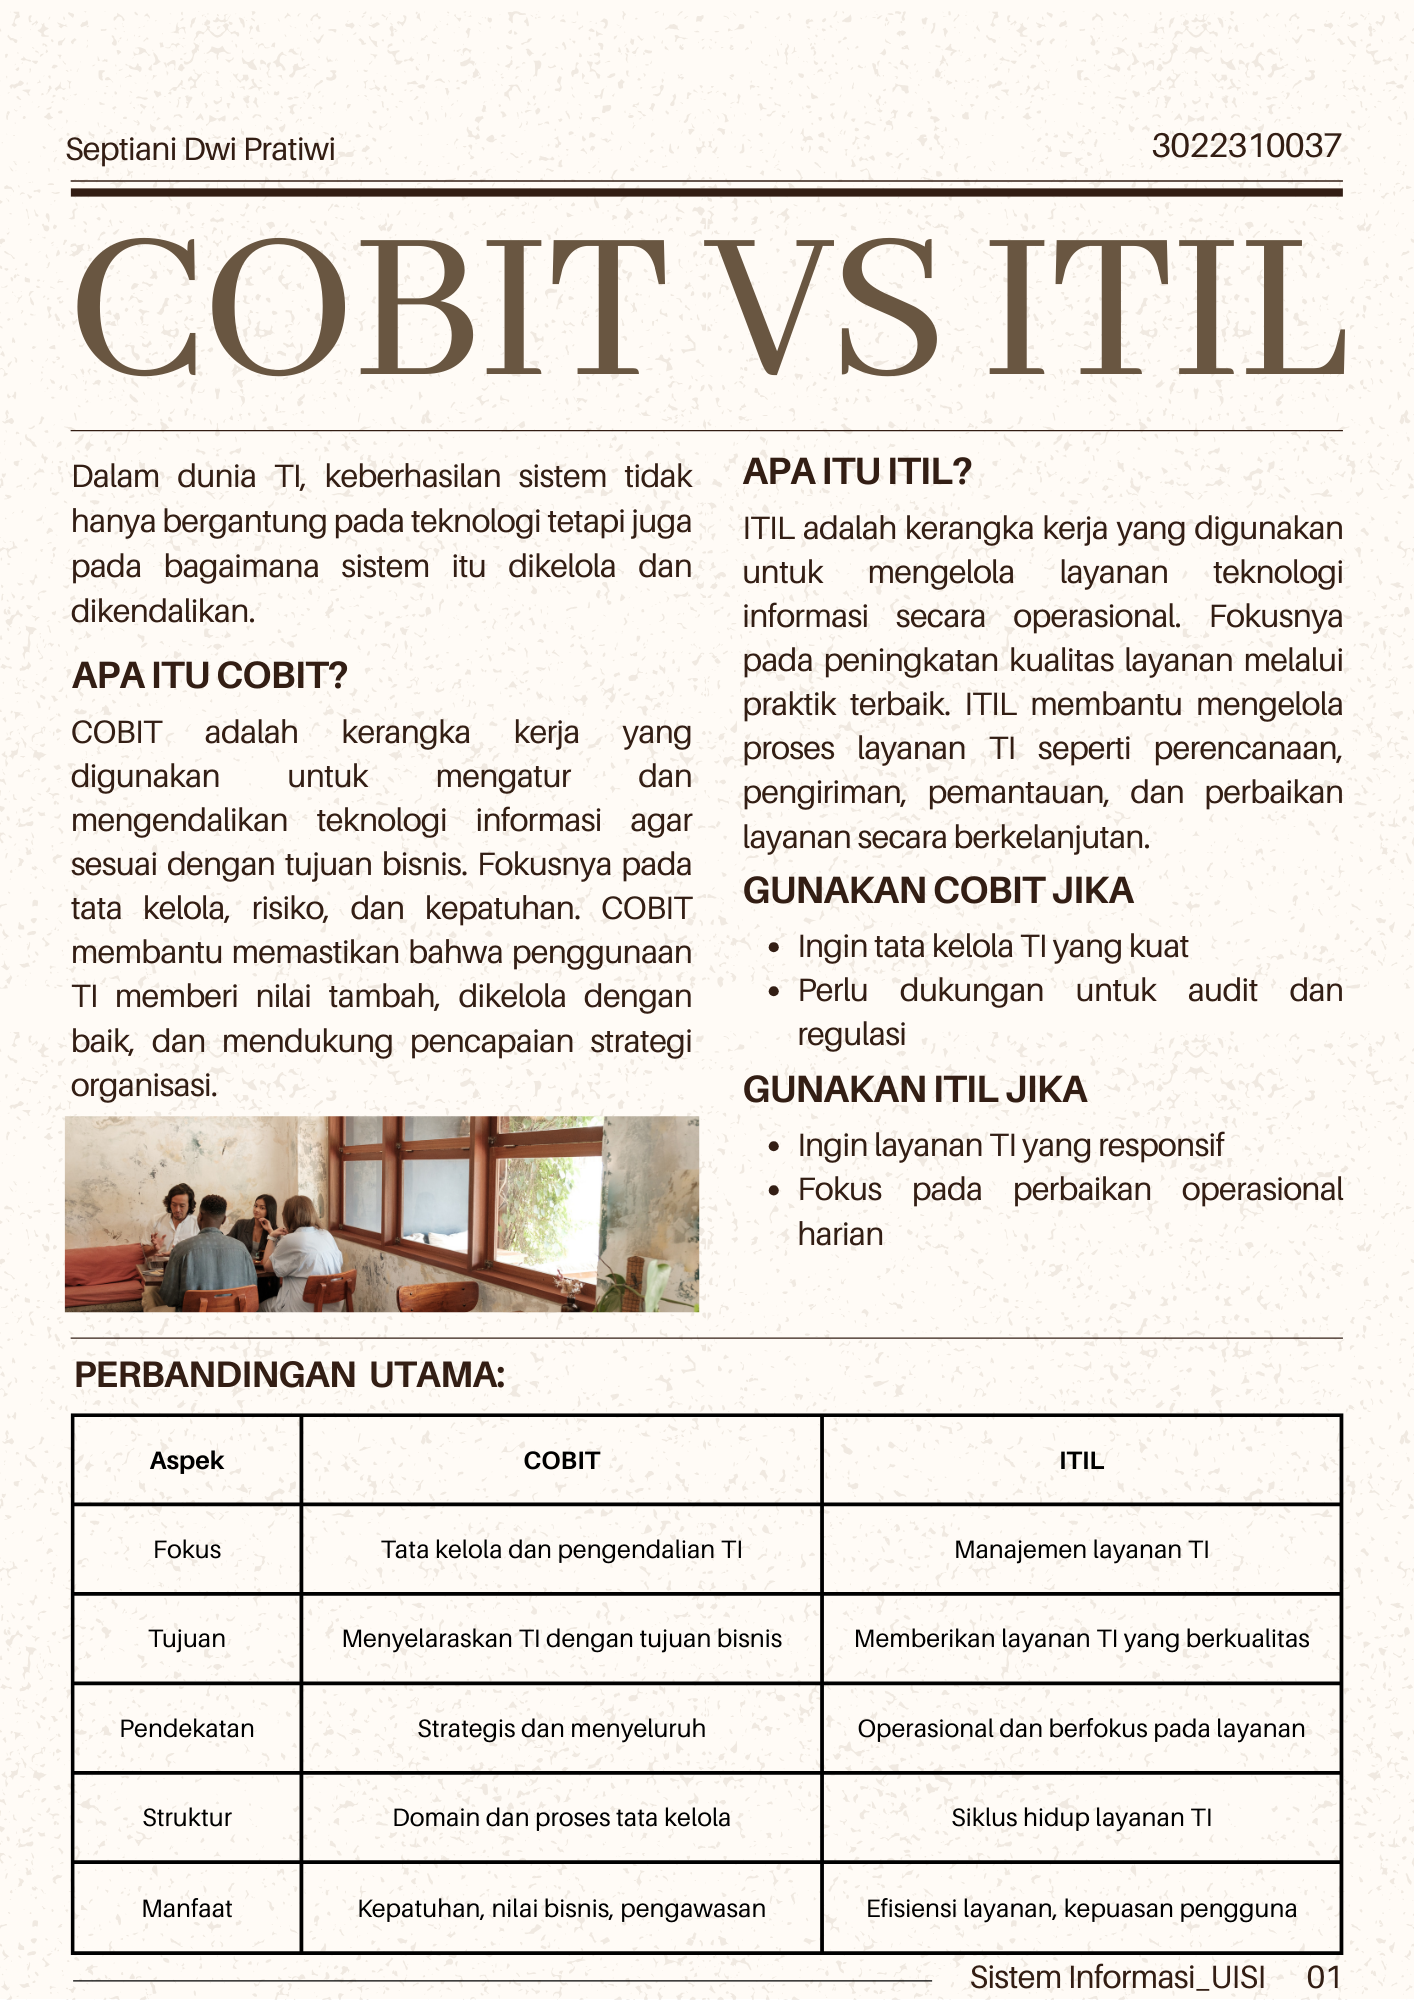 Septiani Dwi Pratiwi
3022310037
COBIT VS ITIL
Dalam dunia TI, keberhasilan sistem tidak
hanya bergantung pada teknologi tetapi juga
pada bagaimana sistem itu dikelola dan
dikendalikan.
APA ITU COBIT?
COBIT adalah kerangka kerja yang
digunakan untuk mengatur dan
mengendalikan teknologi informasi agar
sesuai dengan tujuan bisnis. Fokusnya pada
tata kelola, risiko, dan kepatuhan. COBIT
membantu memastikan bahwa penggunaan
TI memberi nilai tambah, dikelola dengan
baik, dan mendukung pencapaian strategi
organisasi.
APA ITU ITIL?
ITIL adalah kerangka kerja yang digunakan
untuk mengelola layanan teknologi
informasi secara operasional. Fokusnya
pada peningkatan kualitas layanan melalui
praktik terbaik. ITIL membantu mengelola
proses layanan TI seperti perencanaan,
pengiriman, pemantauan, dan perbaikan
layanan secara berkelanjutan.
GUNAKAN COBIT JIKA
• Ingin tata kelola TI yang kuat
• Perlu dukungan untuk audit dan
regulasi
GUNAKAN ITIL JIKA
• Ingin layanan TI yang responsif
• Fokus pada perbaikan operasional
harian
PERBANDINGAN UTAMA:
Aspek COBIT ITIL
Fokus Tata kelola dan pengendalian TI Manajemen layanan TI
Tujuan Menyelaraskan TI dengan tujuan bisnis Memberikan layanan TI yang berkualitas
Pendekatan Strategis dan menyeluruh Operasional dan berfokus pada layanan
Struktur Domain dan proses tata kelola Siklus hidup layanan TI
Manfaat Kepatuhan, nilai bisnis, pengawasan Efisiensi layanan, kepuasan pengguna
Sistem Informasi_UISI 01